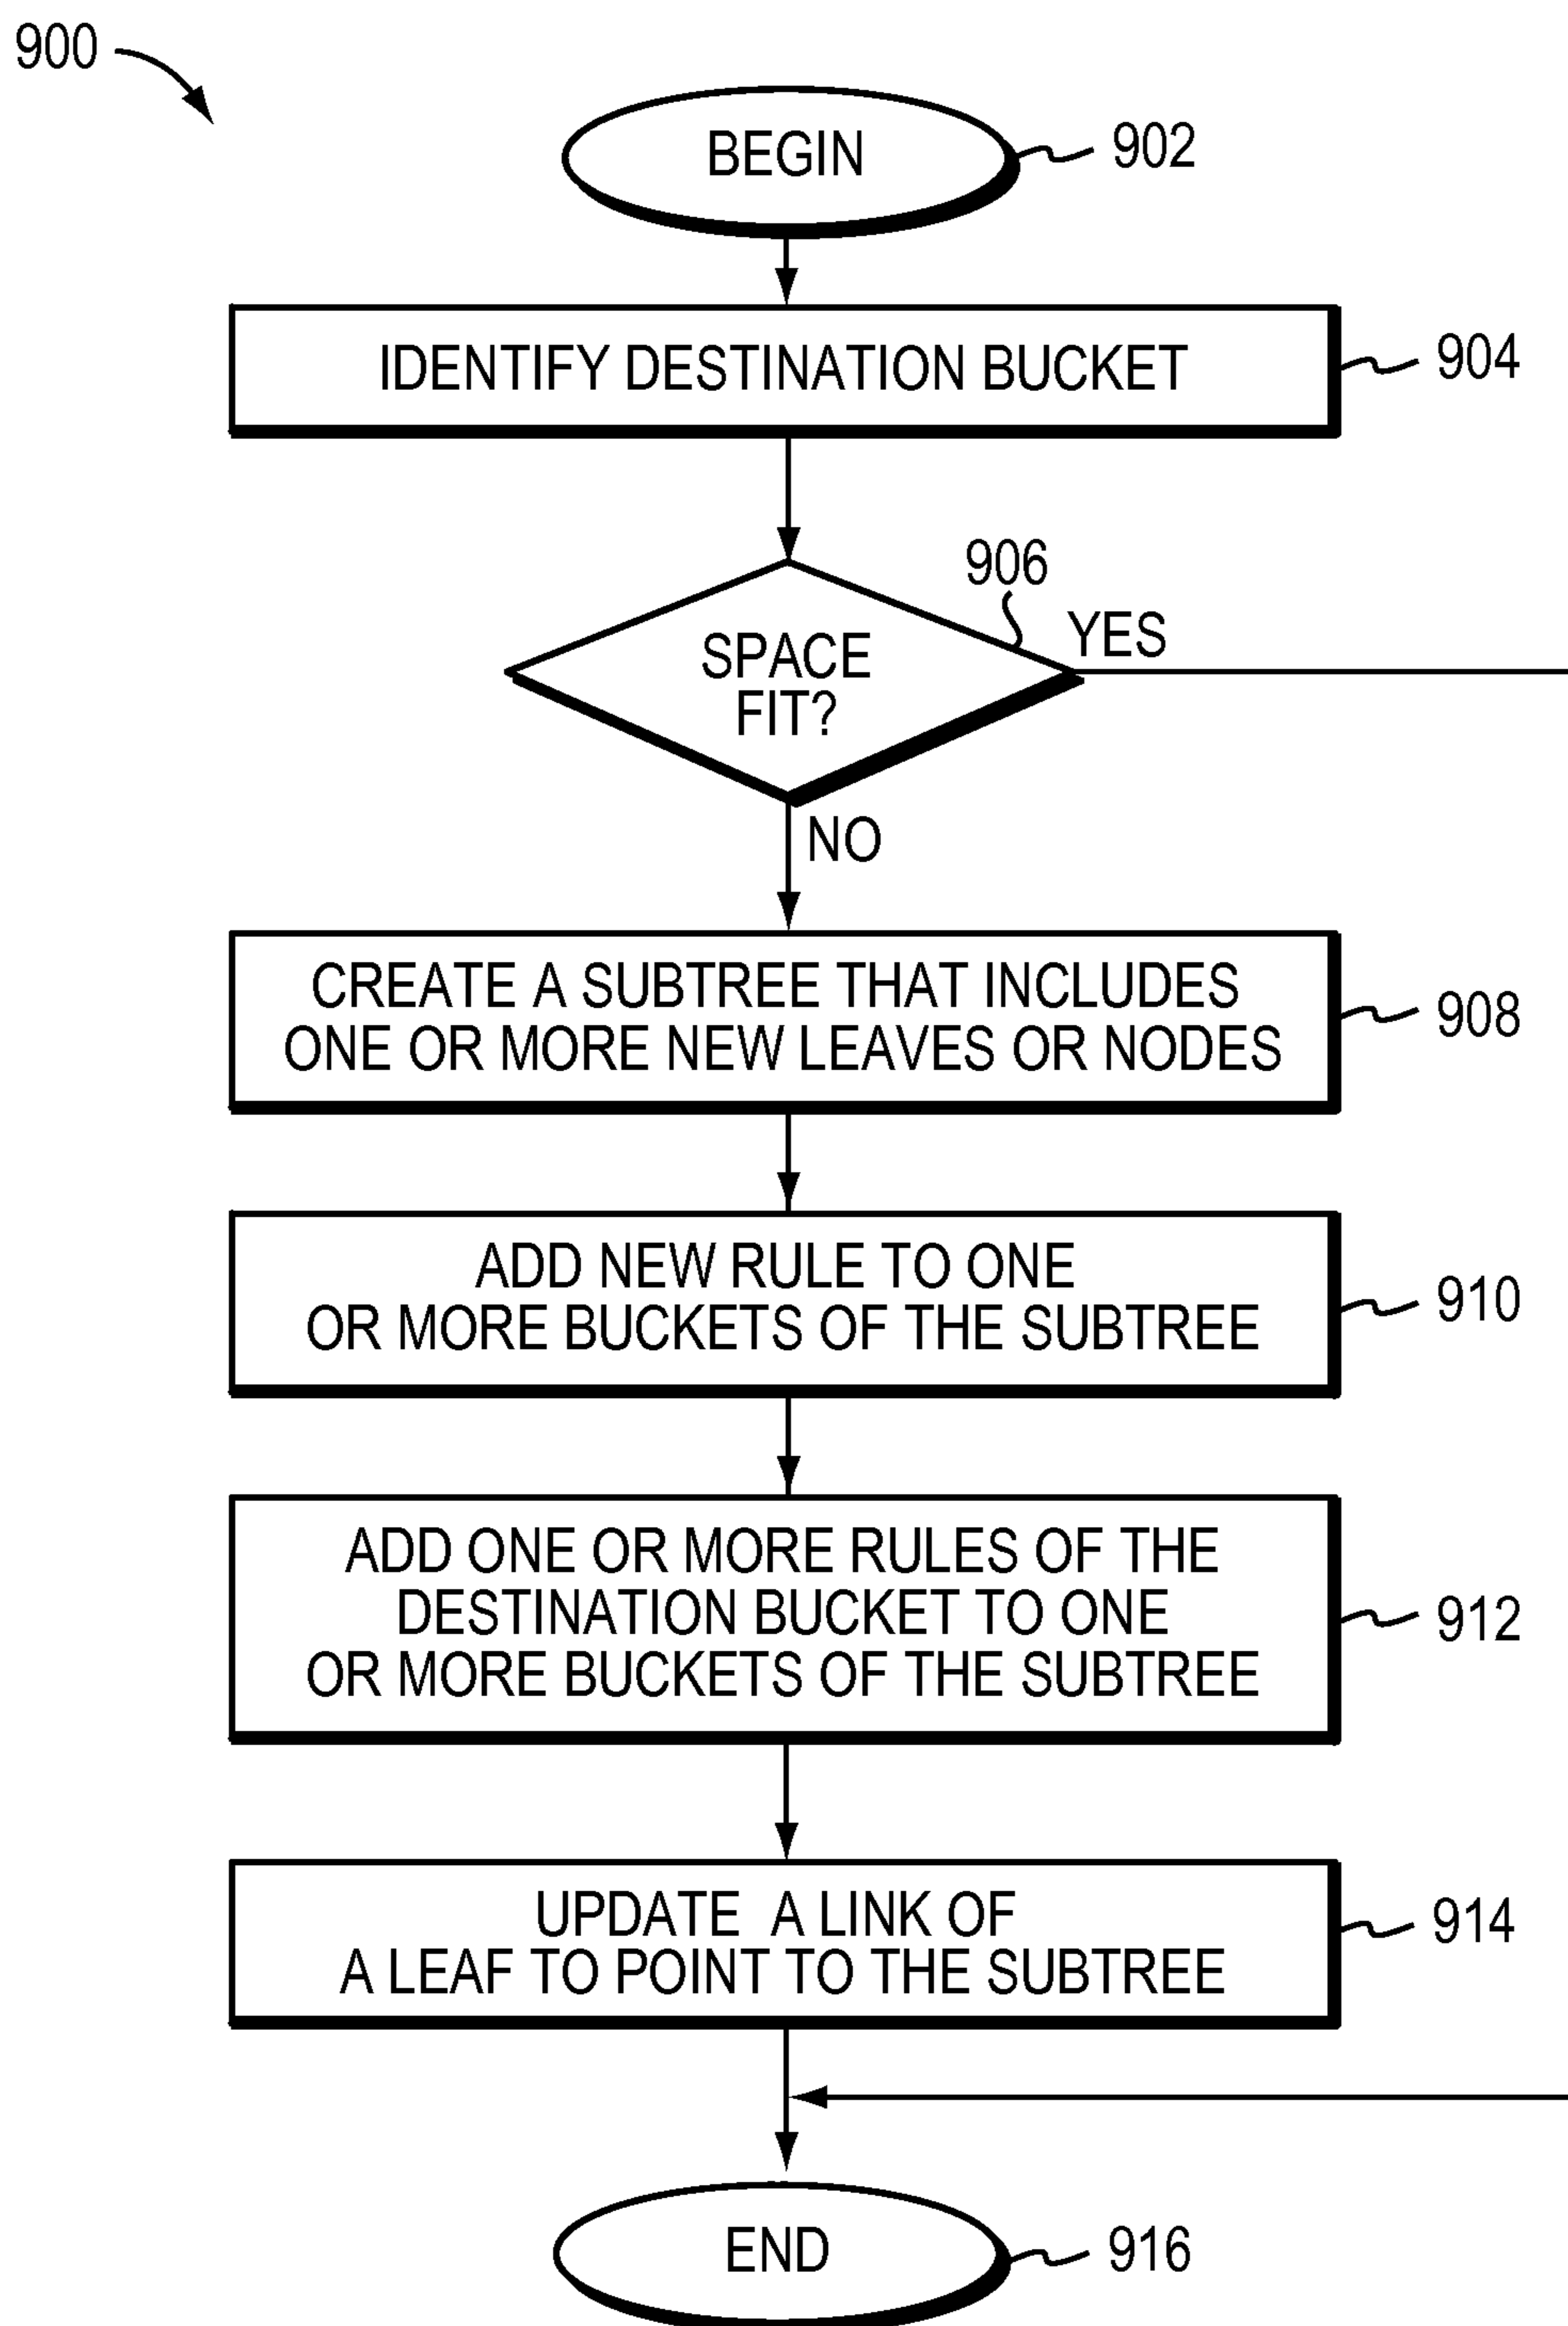 900
BEGIN
902
IDENTIFY DESTINATION BUCKET
904
906
YES
SPACE
FIT?
NO
CREATE A SUBTREE THAT INCLUDES
ONE OR MORE NEW LEAVES OR NODES
908
ADD NEW RULE TO ONE
OR MORE BUCKETS OF THE SUBTREE
910
ADD ONE OR MORE RULES OF THE
DESTINATION BUCKET TO ONE
OR MORE BUCKETS OF THE SUBTREE
912
UPDATE A LINK OF
A LEAF TO POINT TO THE SUBTREE
914
END
916